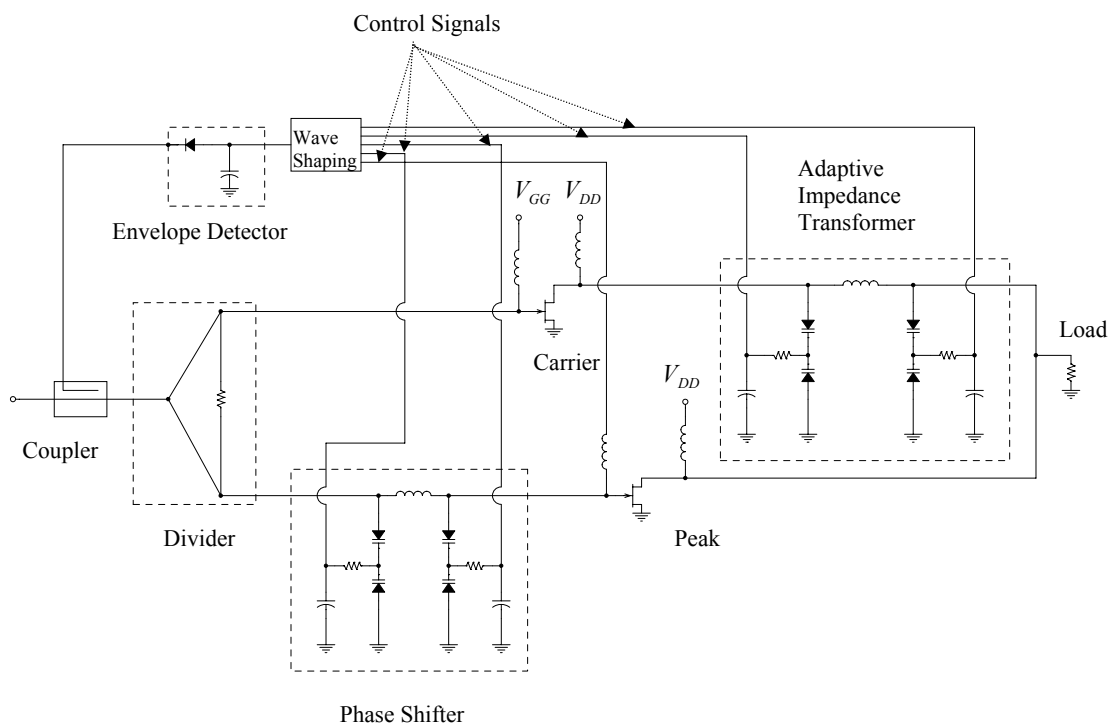 Control Signals
Wave
Shaping
Envelope Detector
V_GG
V_DD
Adaptive
Impedance
Transformer
Carrier
Load
V_DD
Coupler
Divider
Peak
Phase Shifter